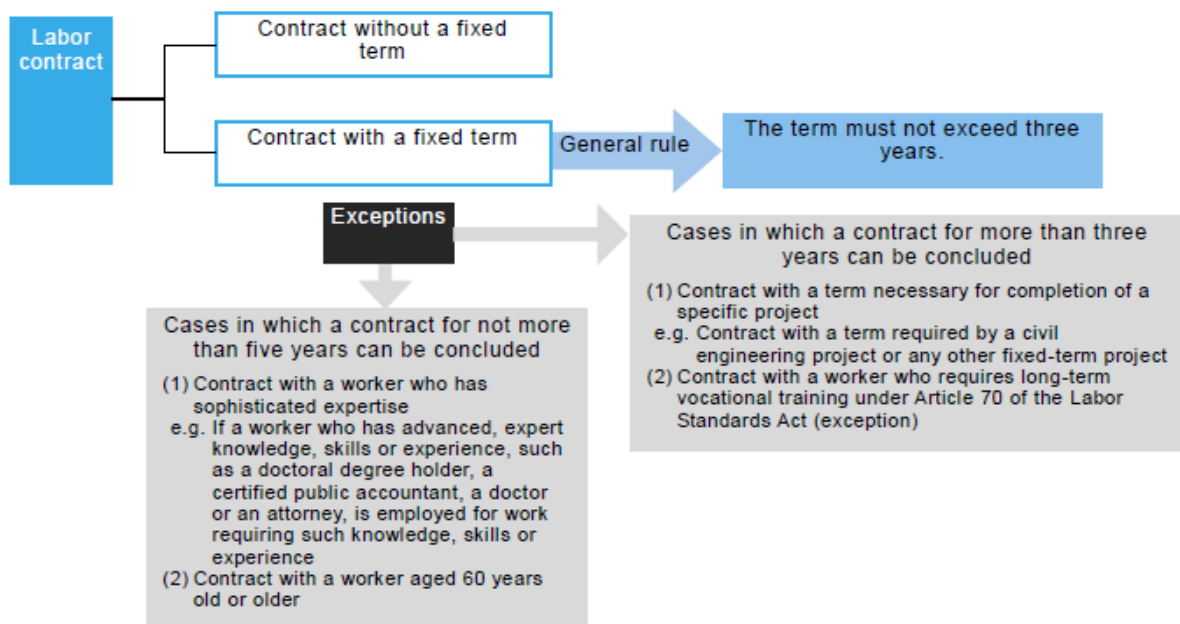 Labor
contract
Contract without a fixed
term
Contract with a fixed term
General rule
The term must not exceed three
years.
Exceptions
Cases in which a contract for more than three
years can be concluded
(1) Contract with a term necessary for completion of a
specific project
e.g. Contract with a term required by a civil
engineering project or any other fixed-term project
(2) Contract with a worker who requires long-term
vocational training under Article 70 of the Labor
Standards Act (exception)
Cases in which a contract for not more
than five years can be concluded
(1) Contract with a worker who has
sophisticated expertise
e.g. If a worker who has advanced, expert
knowledge, skills or experience, such
as a doctoral degree holder, a
certified public accountant, a doctor
or an attorney, is employed for work
requiring such knowledge, skills or
experience
(2) Contract with a worker aged 60 years
old or older